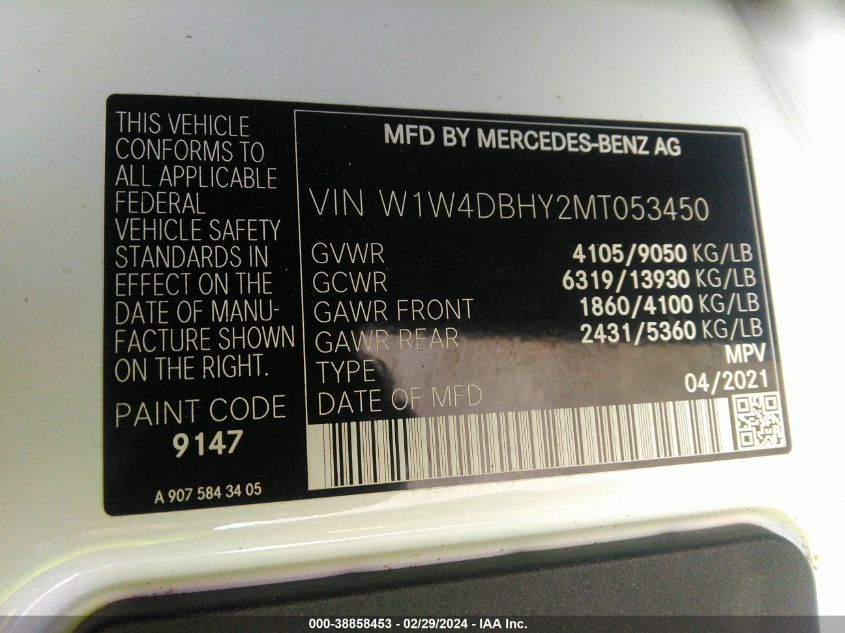 THIS VEHICLE
CONFORMS TO
ALL APPLICABLE
FEDERAL
VEHICLE SAFETY
STANDARDS IN
EFFECT ON THE
DATE OF MANU-
FACTURE SHOWN
ON THE RIGHT.
PAINT CODE
9147
A 907 584 34 05
MFD BY MERCEDES-BENZ AG
VIN W1W4DBHY2MT053450
GVWR 4105/9050 KG/LB
GCWR 6319/13930 KG/LB
GAWR FRONT 1860/4100 KG/LB
GAWR REAR 2431/5360 KG/LB
TYPE MPV
DATE OF MFD 04/2021
000-38858453 - 02/29/2024 - IAA Inc.